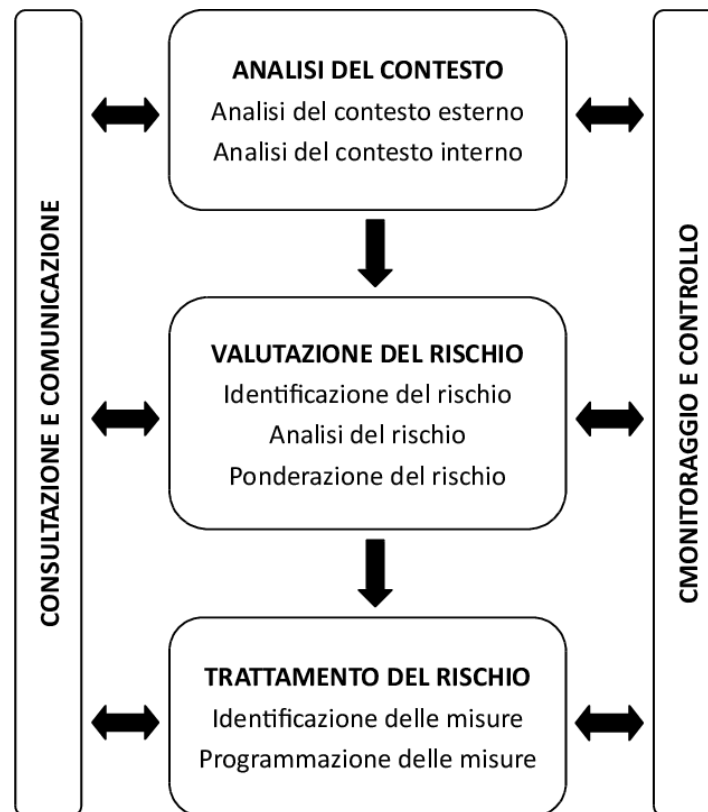 CONSULTAZIONE E COMUNICAZIONE
ANALISI DEL CONTESTO
Analisi del contesto esterno
Analisi del contesto interno
VALUTAZIONE DEL RISCHIO
Identificazione del rischio
Analisi del rischio
Ponderazione del rischio
TRATTAMENTO DEL RISCHIO
Identificazione delle misure
Programmazione delle misure
CMONITORAGGIO E CONTROLLO